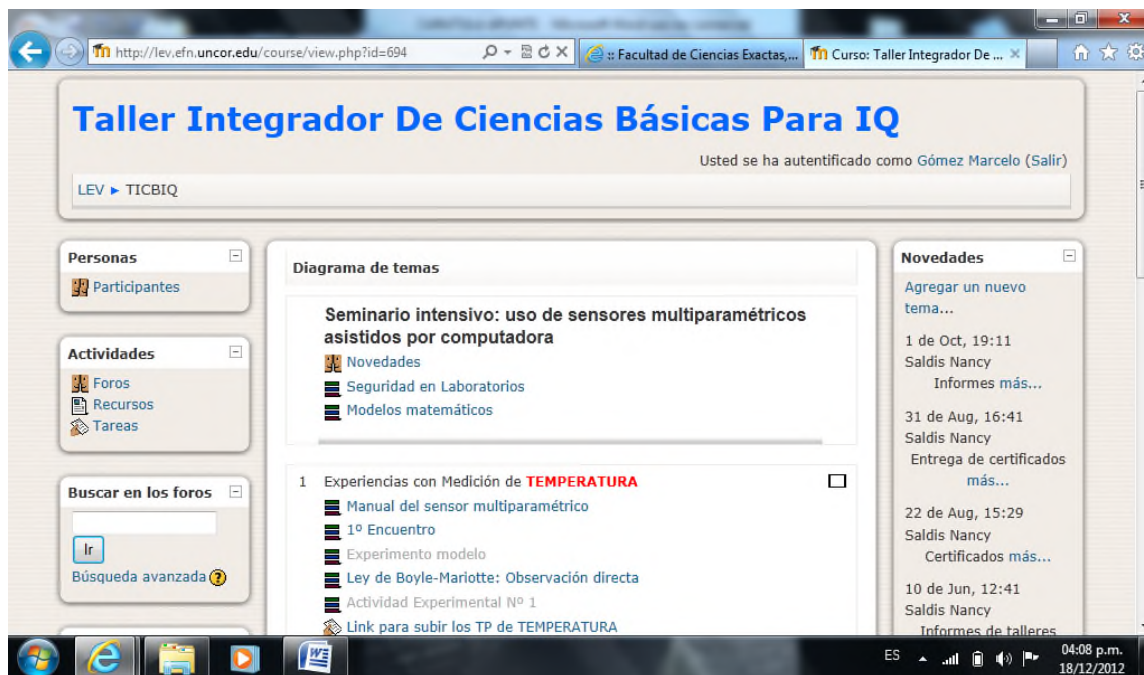 http://lev.efn.uncor.edu/course/view.php?id=694
:: Facultad de Ciencias Exactas,...
Curso: Taller Integrador De ...
Taller Integrador De Ciencias Básicas Para IQ
Usted se ha autentificado como Gómez Marcelo (Salir)
LEV ► TICBIQ
Personas
Participantes
Actividades
Foros
Recursos
Tareas
Buscar en los foros
Ir
Búsqueda avanzada
Diagrama de temas
Seminario intensivo: uso de sensores multiparamétricos
asistidos por computadora
Novedades
Seguridad en Laboratorios
Modelos matemáticos
1 Experiencias con Medición de TEMPERATURA
Manual del sensor multiparamétrico
1º Encuentro
Experimento modelo
Ley de Boyle-Mariotte: Observación directa
Actividad Experimental Nº 1
Link para subir los TP de TEMPERATURA
Novedades
Agregar un nuevo
tema...
1 de Oct, 19:11
Saldis Nancy
Informes más...
31 de Aug, 16:41
Saldis Nancy
Entrega de certificados
más...
22 de Aug, 15:29
Saldis Nancy
Certificados más...
10 de Jun, 12:41
Saldis Nancy
Informes de talleres
ES
04:08 p.m.
18/12/2012